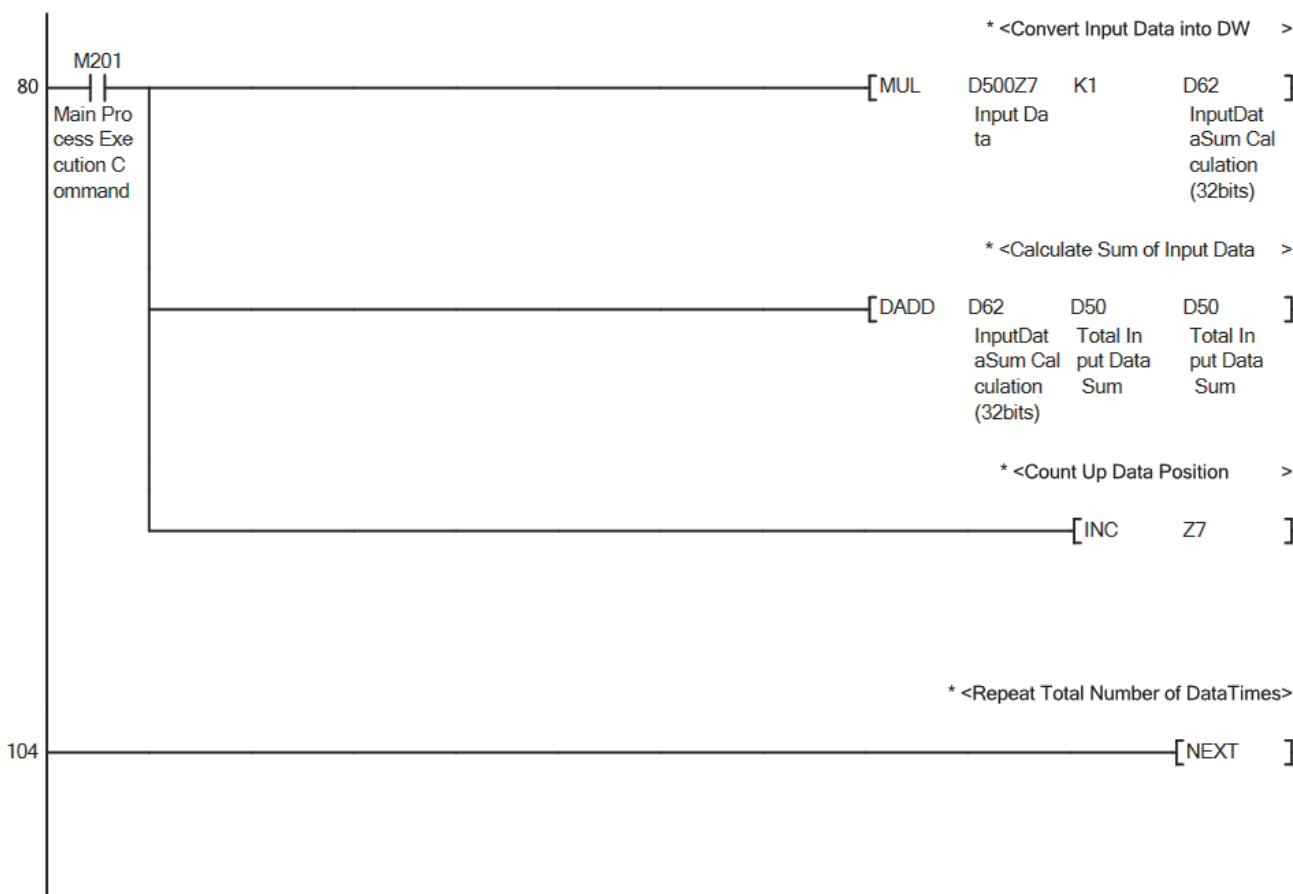 * <Convert Input Data into DW >
M201
80
[MUL D500Z7 K1 D62 ]
Main Pro
cess Exe
cution C
ommand
Input Da
ta
InputDat
aSum Cal
culation
(32bits)
* <Calculate Sum of Input Data >
[DADD D62 D50 D50 ]
InputDat
aSum Cal
culation
(32bits)
Total In
put Data
Sum
Total In
put Data
Sum
* <Count Up Data Position >
[INC Z7 ]
* <Repeat Total Number of DataTimes>
104
[NEXT ]